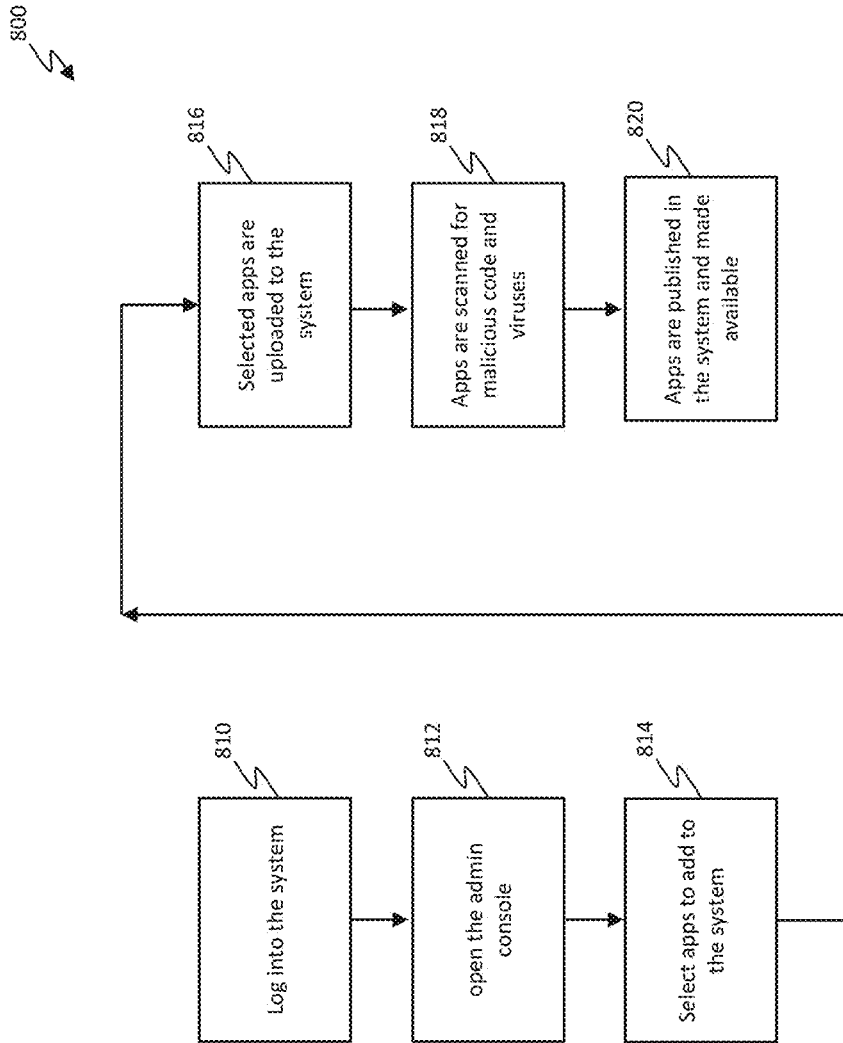 800
810
Log into the system
812
open the admin
console
814
Select apps to add to
the system
816
Selected apps are
uploaded to the
system
818
Apps are scanned for
malicious code and
viruses
820
Apps are published in
the system and made
available